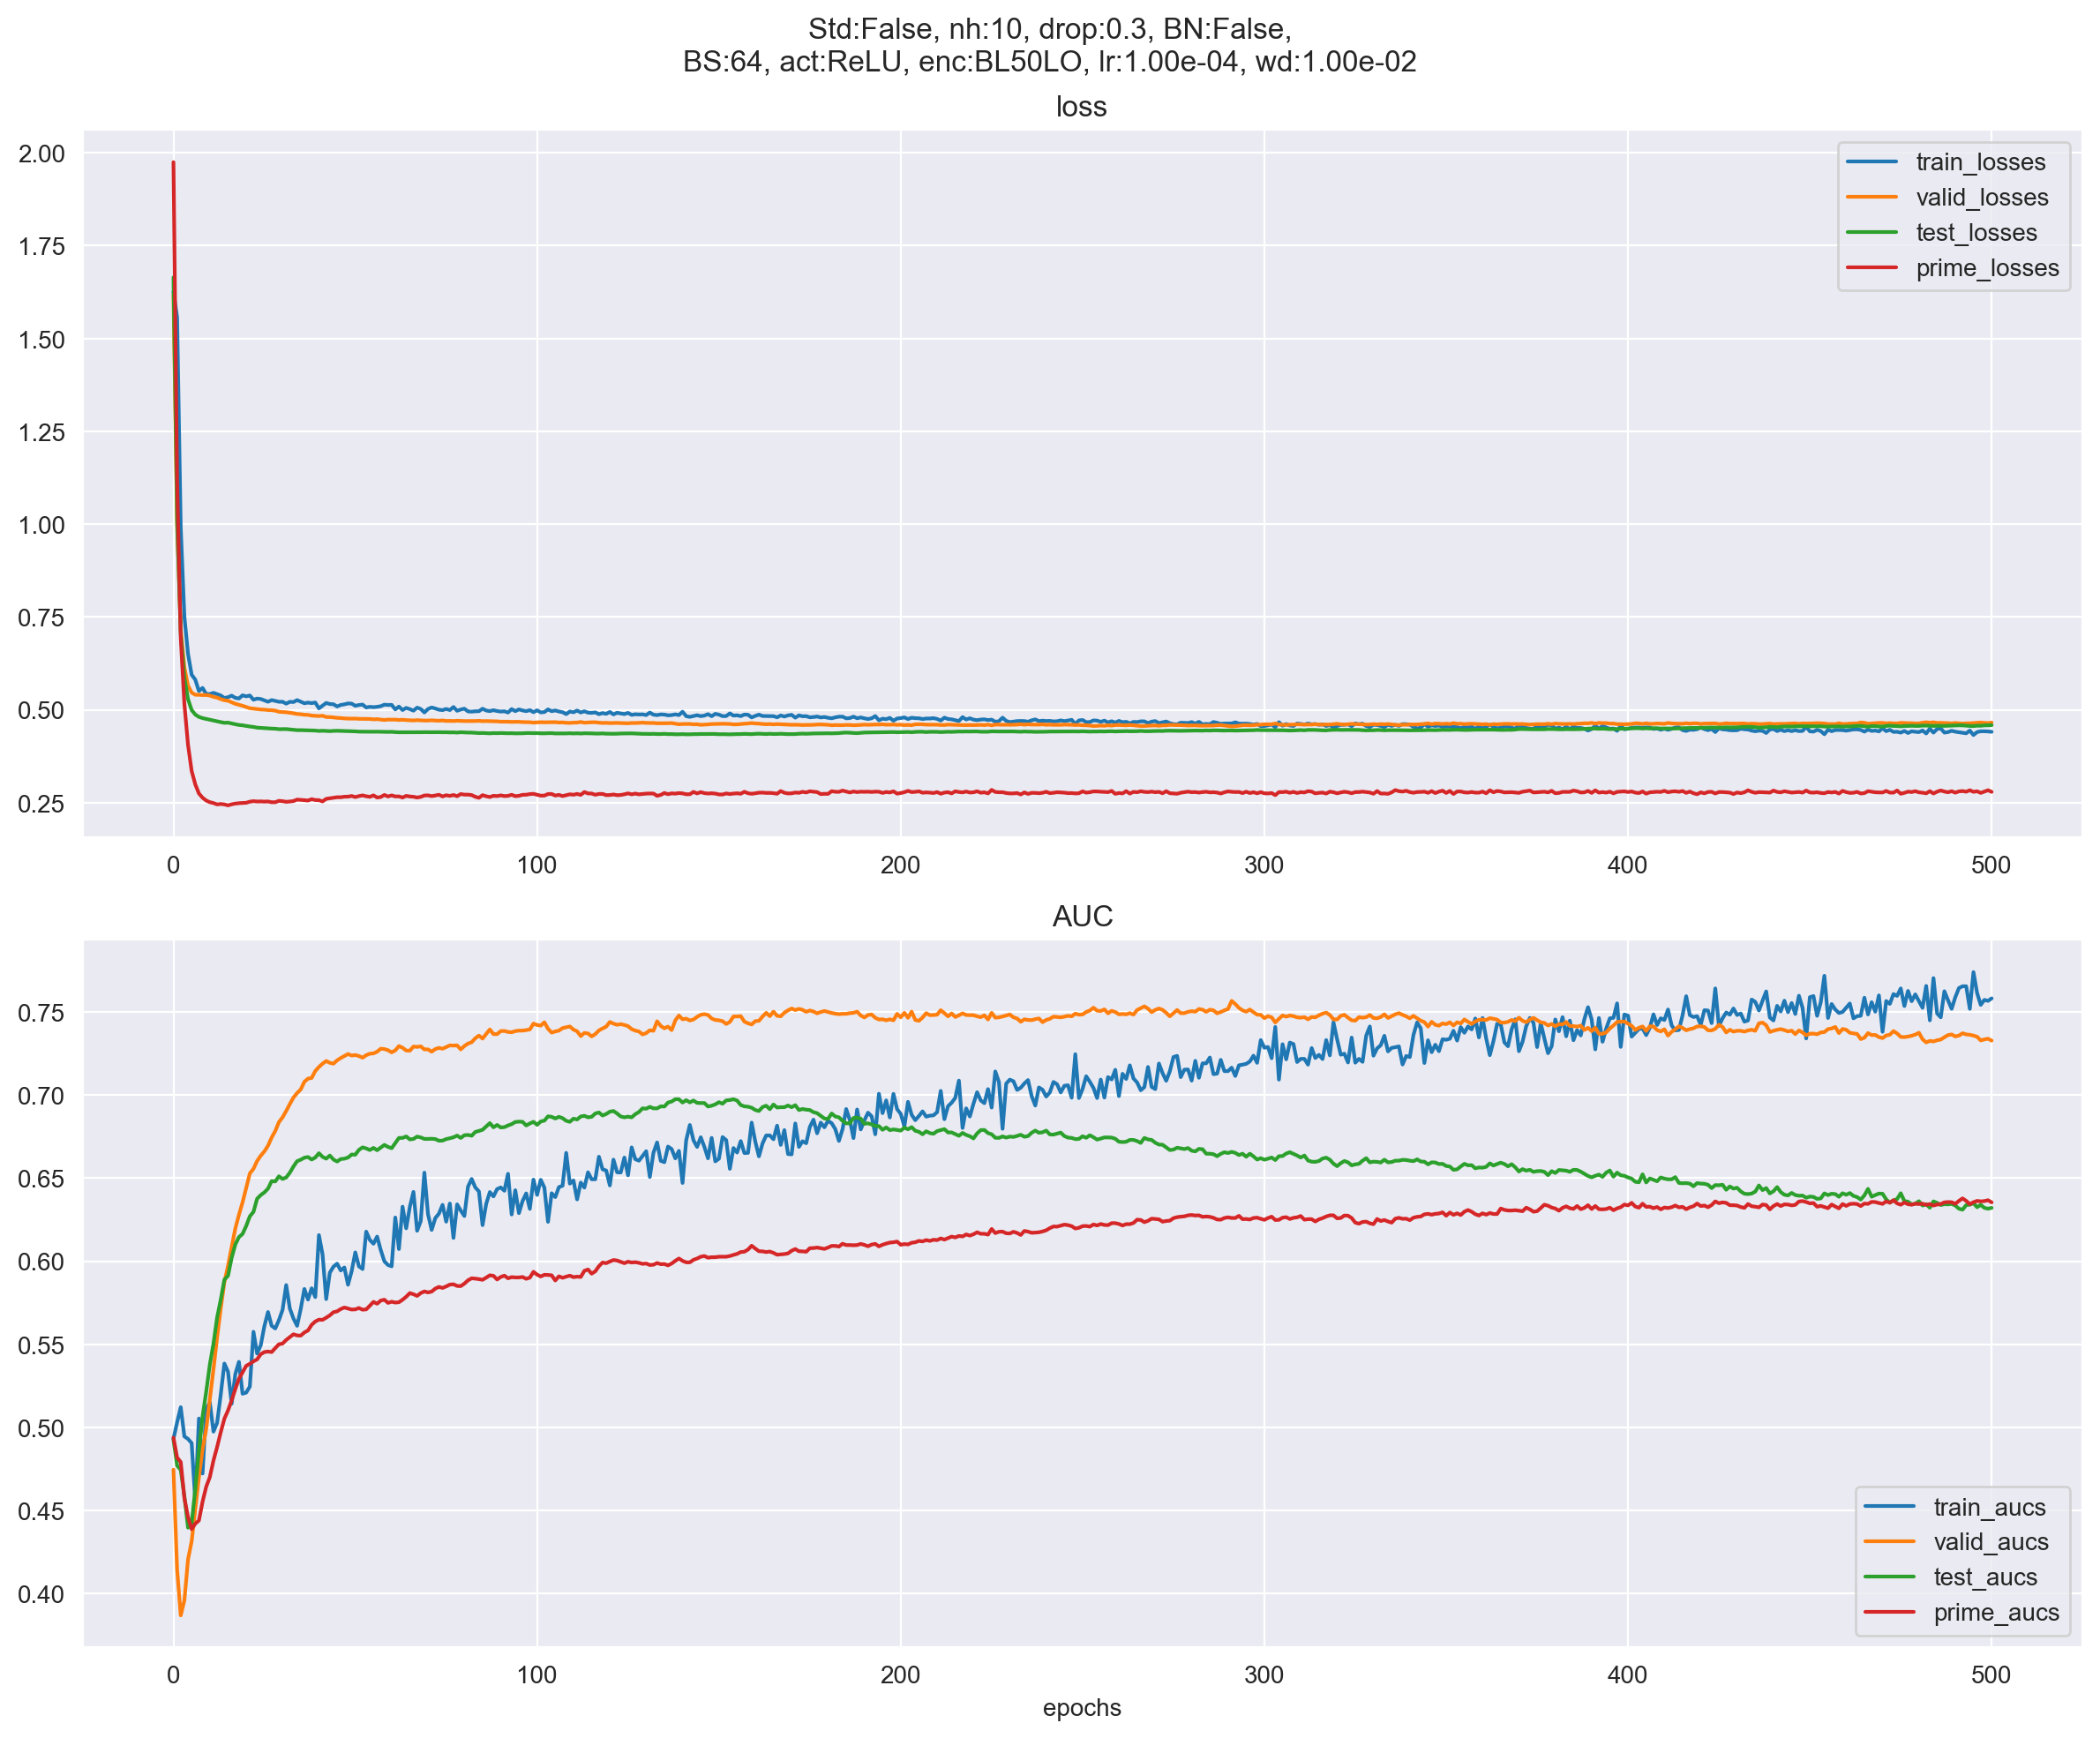 Std:False, nh:10, drop:0.3, BN:False,
BS:64, act:ReLU, enc:BL50LO, lr:1.00e-04, wd:1.00e-02
loss
2.00
1.75
1.50
1.25
1.00
0.75
0.50
0.25
train_losses
valid_losses
test_losses
prime_losses
0 100 200 300 400 500
AUC
0.75
0.70
0.65
0.60
0.55
0.50
0.45
0.40
train_aucs
valid_aucs
test_aucs
prime_aucs
0 100 200 300 400 500
epochs